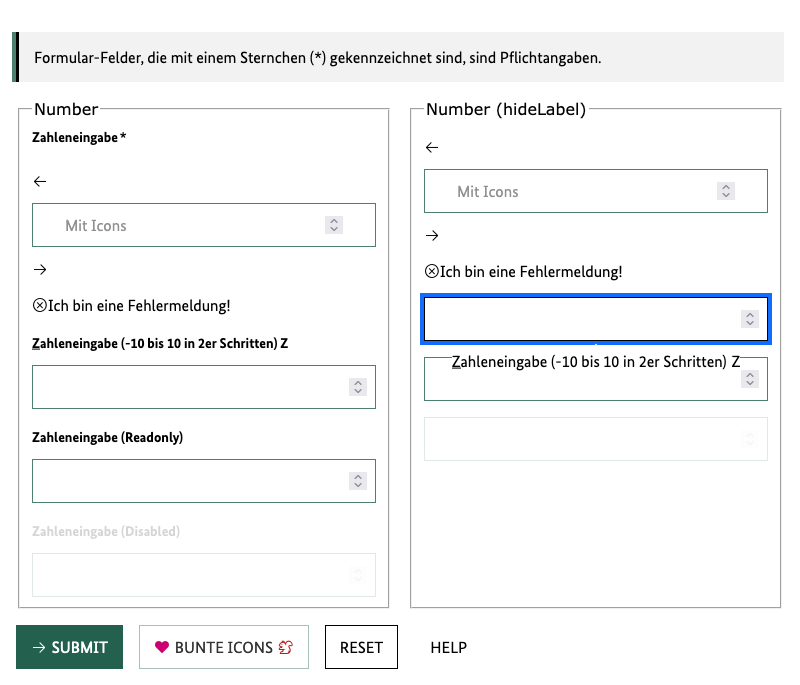 Formular-Felder, die mit einem Sternchen (*) gekennzeichnet sind, sind Pflichtangaben.
Number
Zahleneingabe *
←
Mit Icons
→
Ich bin eine Fehlermeldung!
Zahleneingabe (-10 bis 10 in 2er Schritten) Z
Zahleneingabe (Readonly)
Zahleneingabe (Disabled)
Number (hideLabel)
←
Mit Icons
→
Ich bin eine Fehlermeldung!
Zahleneingabe (-10 bis 10 in 2er Schritten) Z
→ SUBMIT
BUNTE ICONS
RESET
HELP